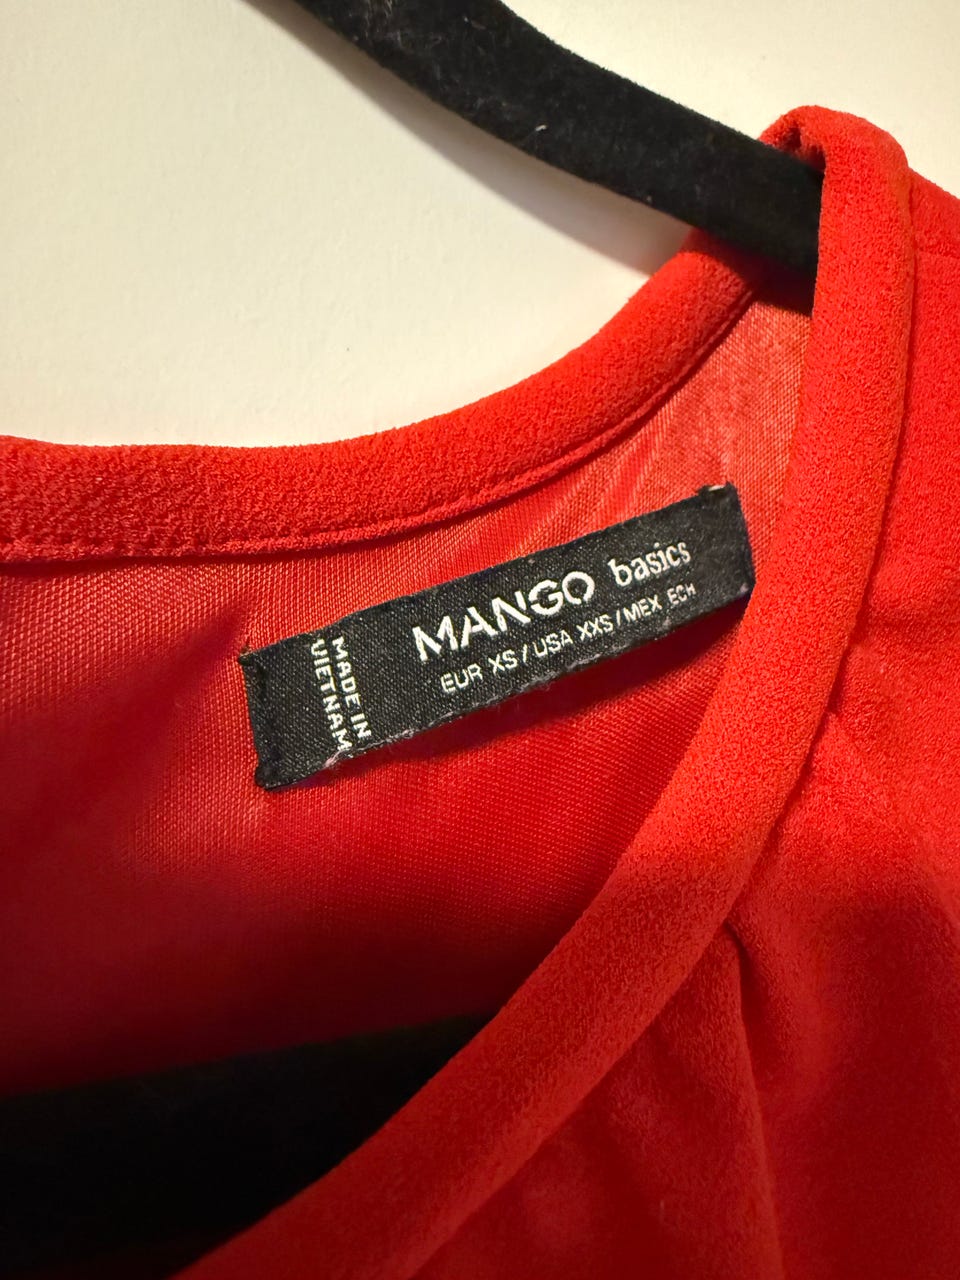 MANGO basics
EUR XS / USA XXS / MEX ECH
MADE IN
VIETNAM